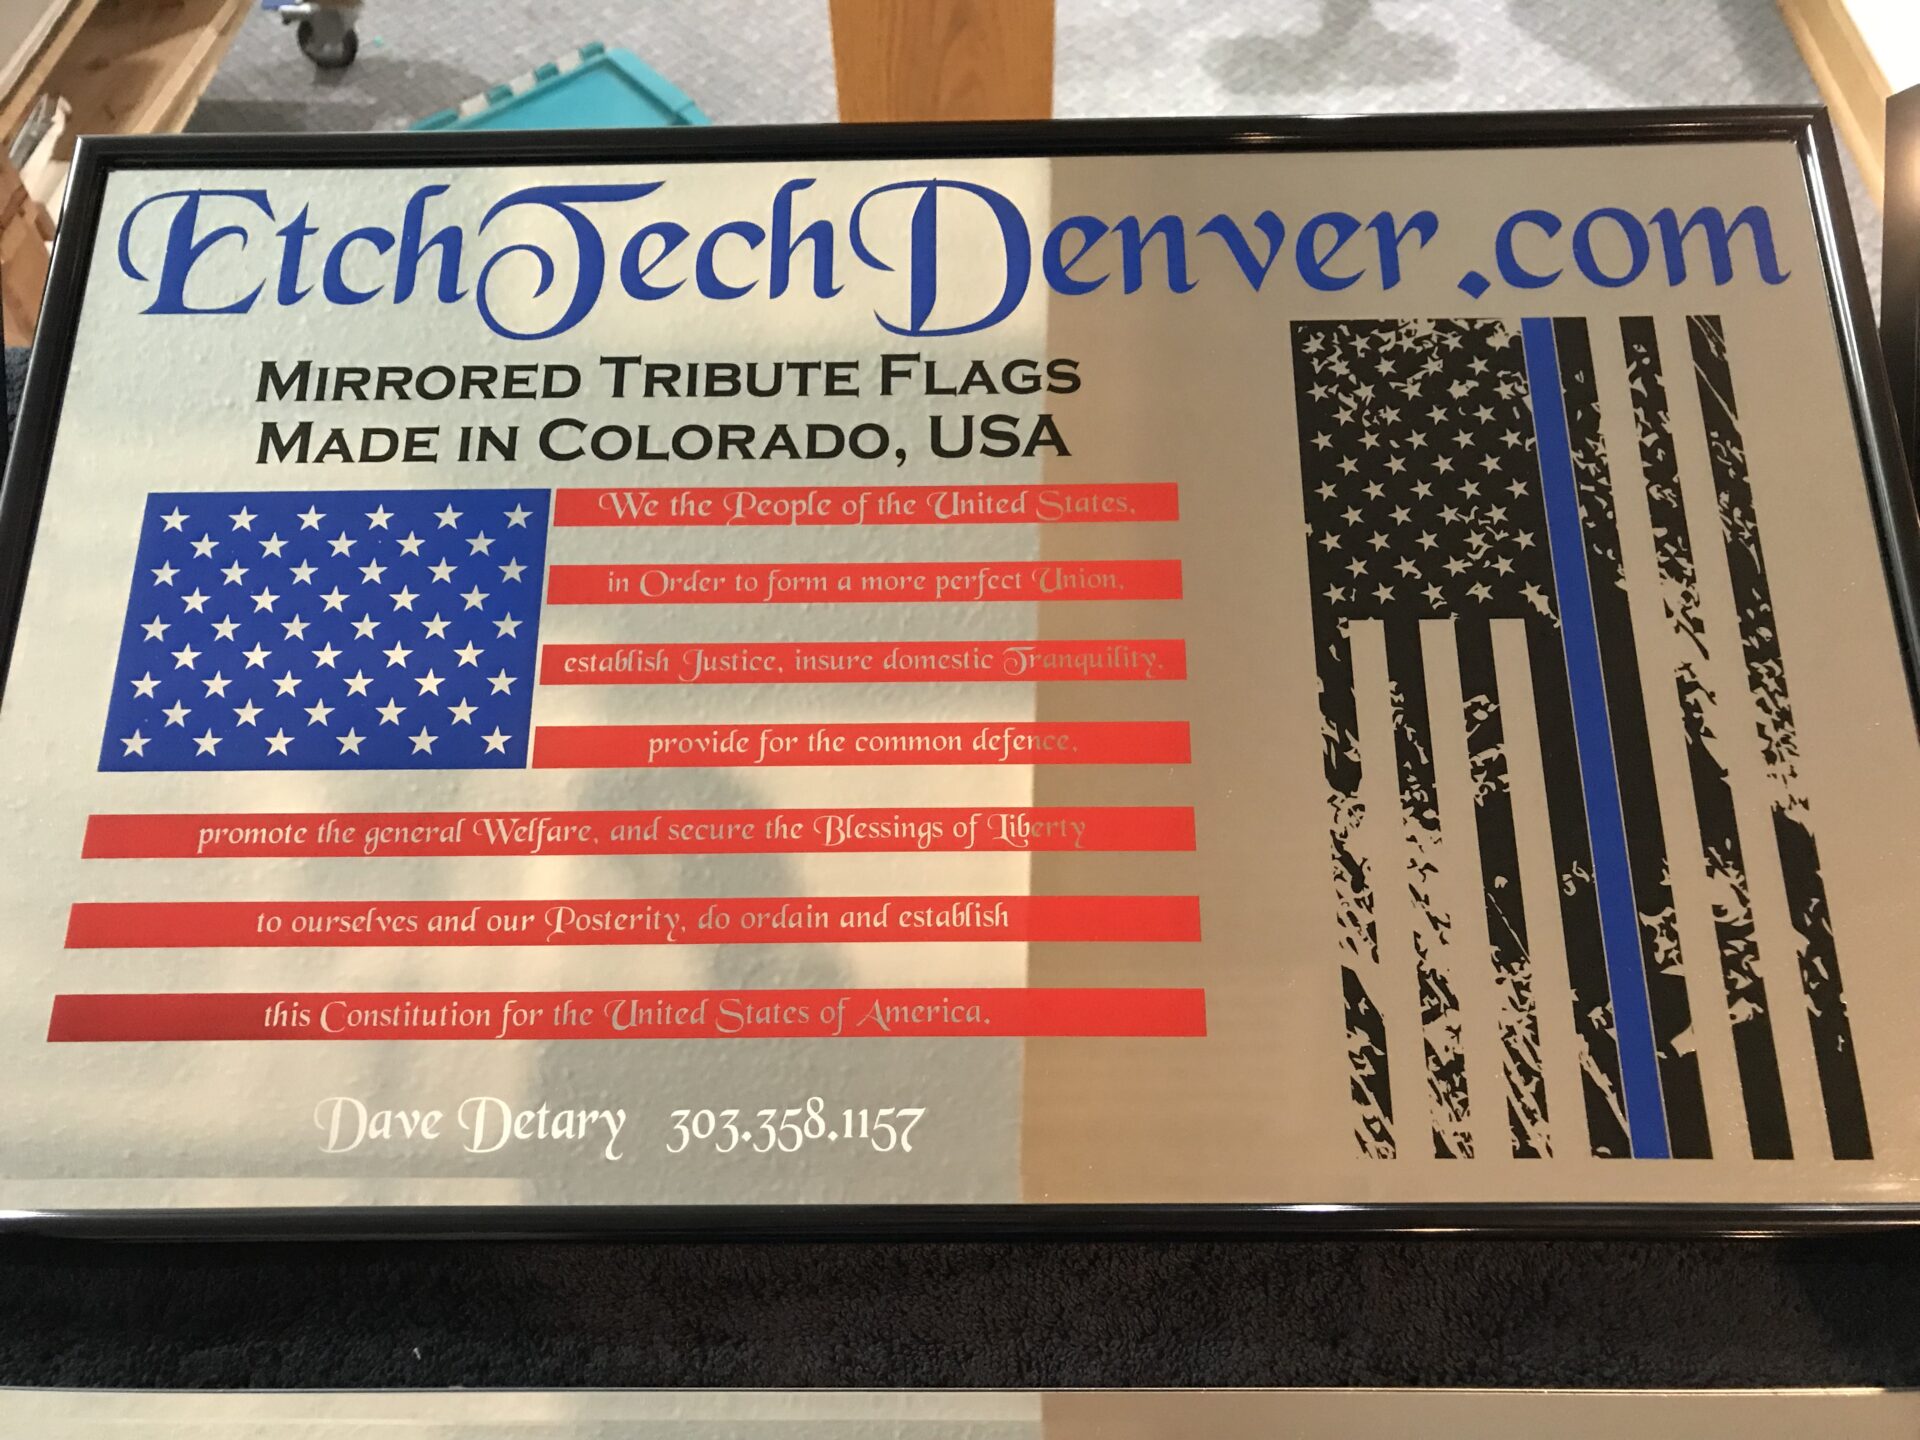 EtchTechDenver.com
Mirrored Tribute Flags
Made in Colorado, USA
We the People of the United States,
in Order to form a more perfect Union,
establish Justice, insure domestic Tranquility,
provide for the common defence,
promote the general Welfare, and secure the Blessings of Liberty
to ourselves and our Posterity, do ordain and establish
this Constitution for the United States of America.
Dave Detary 303.358.1157